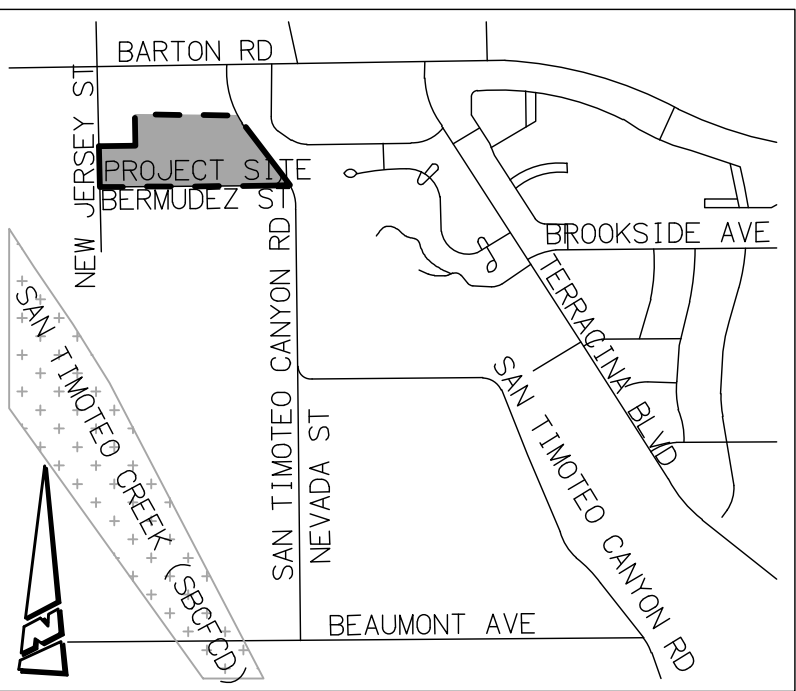 BARTON RD
NEW JERSEY ST
PROJECT SITE
BERMUDEZ ST
BROOKSIDE AVE
SAN TIMOTEO CANYON RD
TERRACINA BLVD
SAN TIMOTEO CREEK (SBCFCD)
SAN TIMOTEO CANYON RD
NEVADA ST
BEAUMONT AVE
N